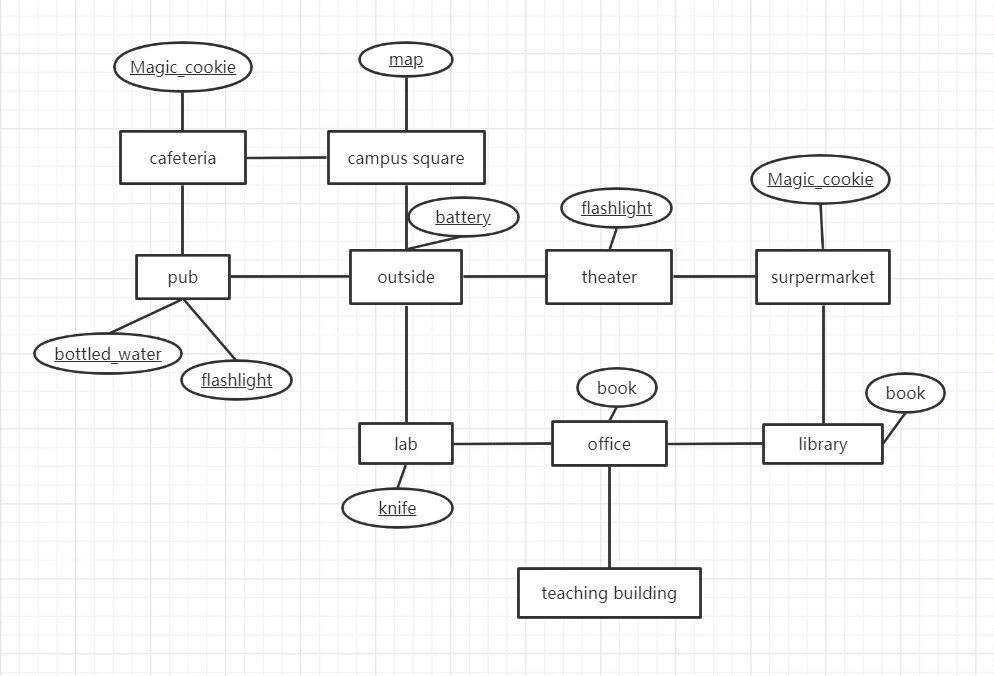 Magic_cookie
map
cafeteria
campus square
Magic_cookie
battery
flashlight
pub
outside
theater
surpermarket
bottled_water
flashlight
book
book
lab
office
library
knife
teaching building